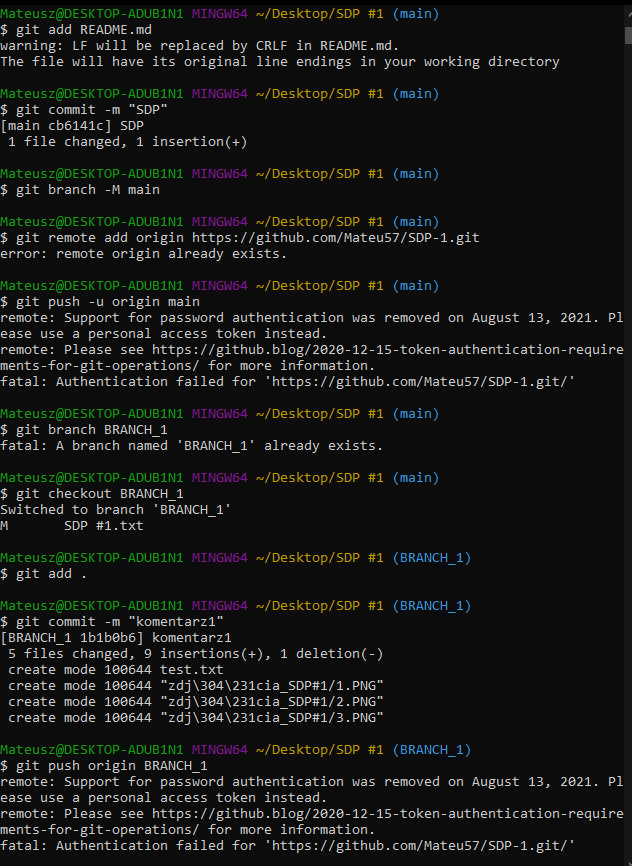 Mateusz@DESKTOP-ADUB1N1 MINGW64 ~/Desktop/SDP #1 (main)
$ git add README.md
warning: LF will be replaced by CRLF in README.md.
The file will have its original line endings in your working directory
Mateusz@DESKTOP-ADUB1N1 MINGW64 ~/Desktop/SDP #1 (main)
$ git commit -m "SDP"
[main cb6141c] SDP
 1 file changed, 1 insertion(+)
Mateusz@DESKTOP-ADUB1N1 MINGW64 ~/Desktop/SDP #1 (main)
$ git branch -M main
Mateusz@DESKTOP-ADUB1N1 MINGW64 ~/Desktop/SDP #1 (main)
$ git remote add origin https://github.com/Mateu57/SDP-1.git
error: remote origin already exists.
Mateusz@DESKTOP-ADUB1N1 MINGW64 ~/Desktop/SDP #1 (main)
$ git push -u origin main
remote: Support for password authentication was removed on August 13, 2021. Pl
ease use a personal access token instead.
remote: Please see https://github.blog/2020-12-15-token-authentication-require
ments-for-git-operations/ for more information.
fatal: Authentication failed for 'https://github.com/Mateu57/SDP-1.git/'
Mateusz@DESKTOP-ADUB1N1 MINGW64 ~/Desktop/SDP #1 (main)
$ git branch BRANCH_1
fatal: A branch named 'BRANCH_1' already exists.
Mateusz@DESKTOP-ADUB1N1 MINGW64 ~/Desktop/SDP #1 (main)
$ git checkout BRANCH_1
Switched to branch 'BRANCH_1'
M       SDP #1.txt
Mateusz@DESKTOP-ADUB1N1 MINGW64 ~/Desktop/SDP #1 (BRANCH_1)
$ git add .
Mateusz@DESKTOP-ADUB1N1 MINGW64 ~/Desktop/SDP #1 (BRANCH_1)
$ git commit -m "komentarz1"
[BRANCH_1 1b1b0b6] komentarz1
 5 files changed, 9 insertions(+), 1 deletion(-)
 create mode 100644 test.txt
 create mode 100644 "zdj\304\231cia_SDP#1/1.PNG"
 create mode 100644 "zdj\304\231cia_SDP#1/2.PNG"
 create mode 100644 "zdj\304\231cia_SDP#1/3.PNG"
Mateusz@DESKTOP-ADUB1N1 MINGW64 ~/Desktop/SDP #1 (BRANCH_1)
$ git push origin BRANCH_1
remote: Support for password authentication was removed on August 13, 2021. Pl
ease use a personal access token instead.
remote: Please see https://github.blog/2020-12-15-token-authentication-require
ments-for-git-operations/ for more information.
fatal: Authentication failed for 'https://github.com/Mateu57/SDP-1.git/'